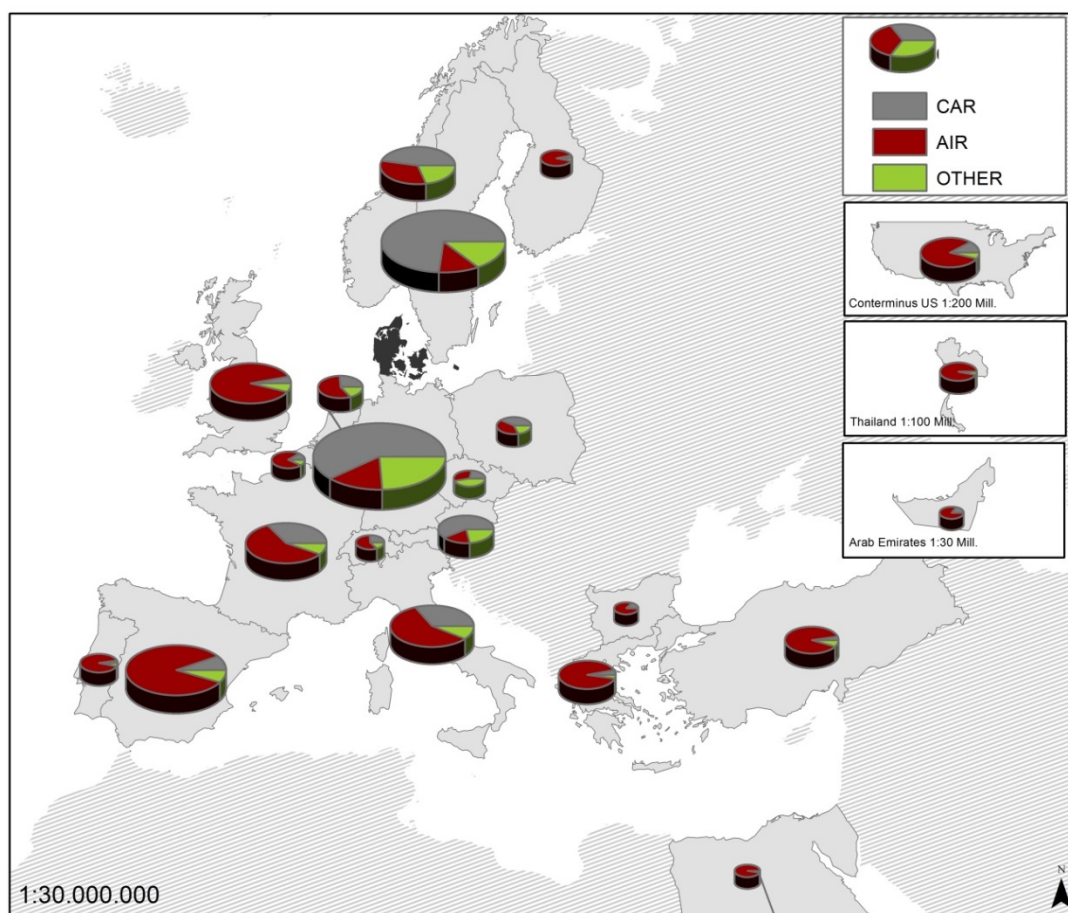 CAR
AIR
OTHER
Conterminus US 1:200 Mill.
Thailand 1:100 Mill.
Arab Emirates 1:30 Mill.
1:30.000.000
N